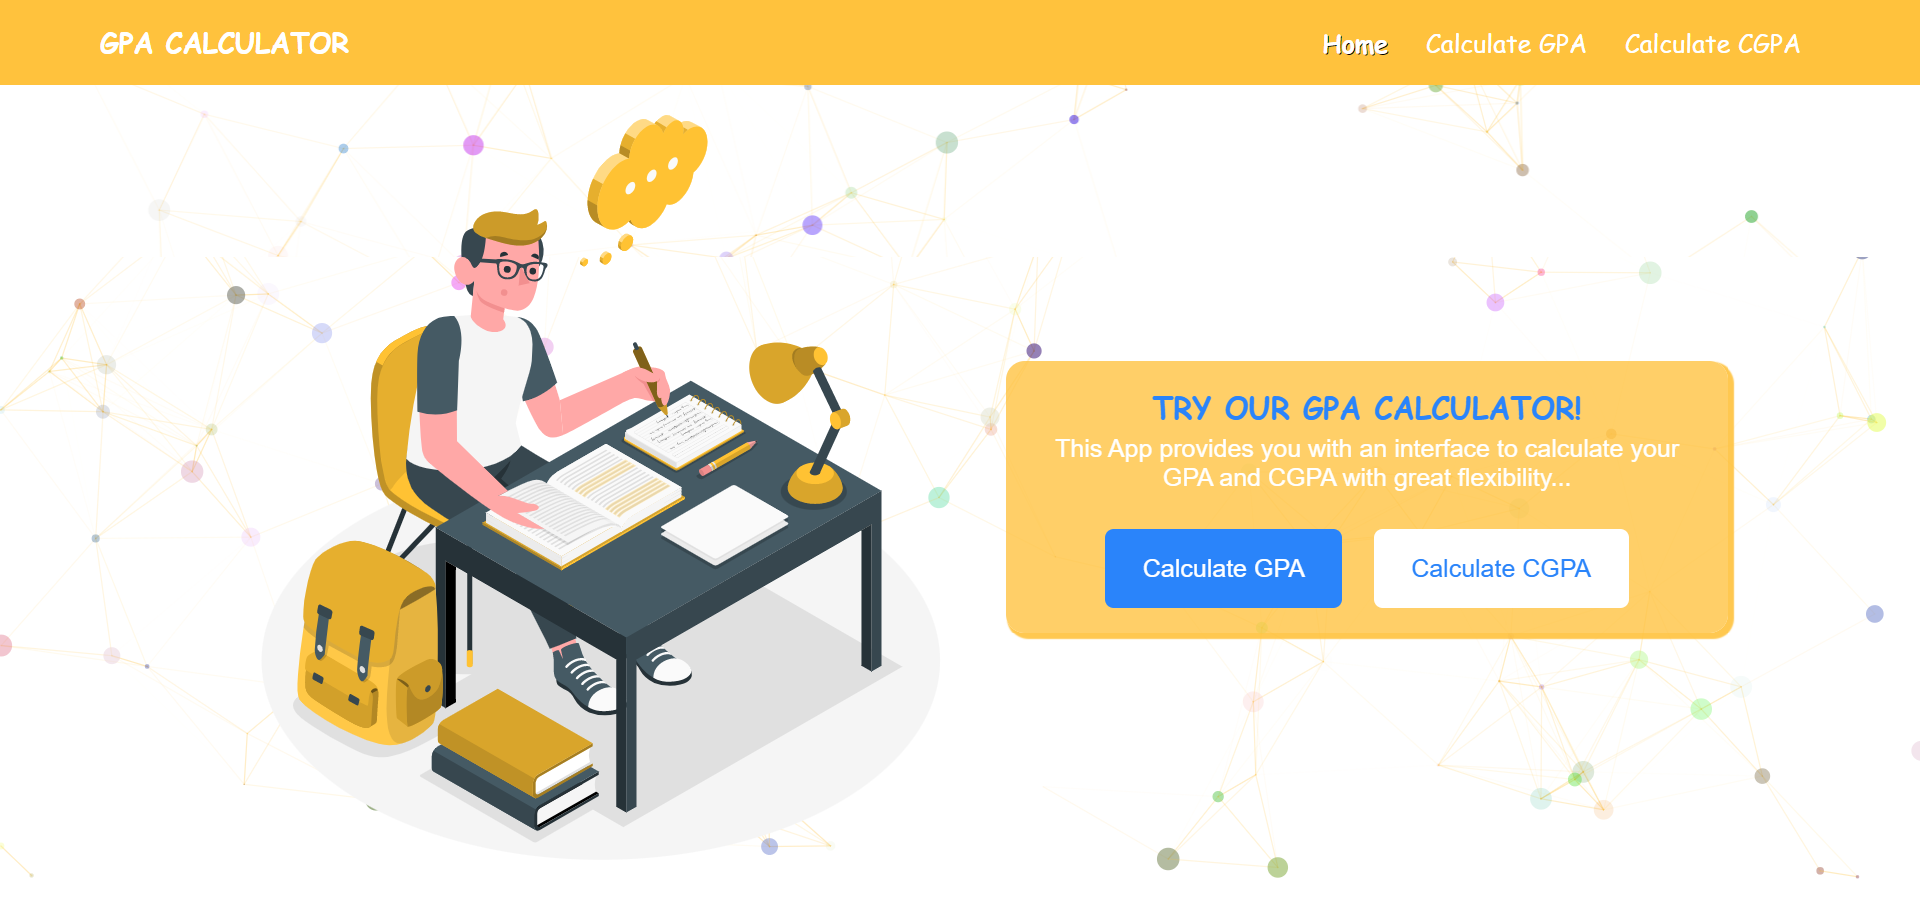 GPA CALCULATOR
Home Calculate GPA Calculate CGPA
TRY OUR GPA CALCULATOR!
This App provides you with an interface to calculate your
GPA and CGPA with great flexibility...
Calculate GPA Calculate CGPA